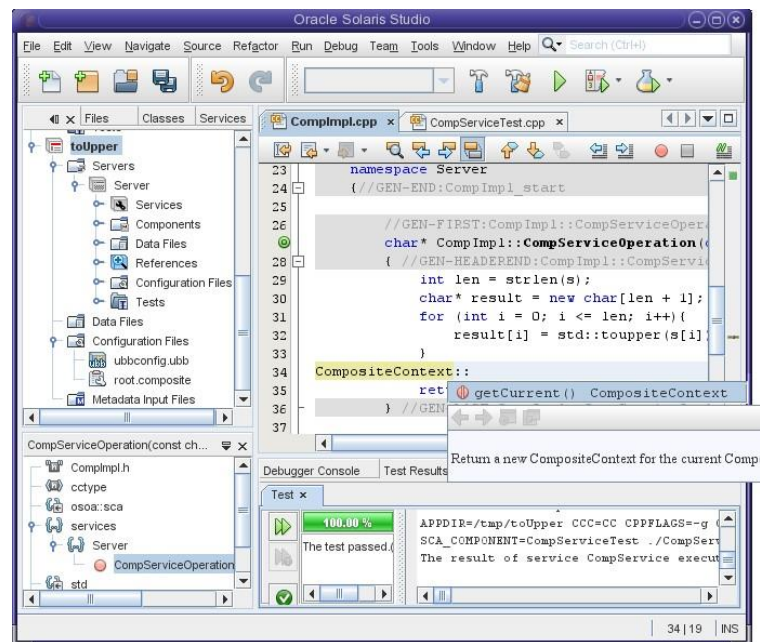 Oracle Solaris Studio
File Edit View Navigate Source Refactor Run Debug Team Tools Window Help Search (Ctrl+I)
Files Classes Services
toUpper
Servers
Server
Services
Components
Data Files
References
Configuration Files
Tests
Data Files
Configuration Files
ubbconfig.ubb
root.composite
Metadata Input Files
CompImpl.cpp x CompServiceTest.cpp x
23 namespace Server
24 {//GEN-END:CompImpl_start
25
26 //GEN-FIRST:CompImpl::CompServiceOper
char* CompImpl::CompServiceOperation(
28 { //GEN-HEADEREND:CompImpl::CompServi
29 int len = strlen(s);
30 char* result = new char[len + 1];
31 for (int i = 0; i <= len; i++){
32 result[i] = std::toupper(s[i]
33 }
34 CompositeContext::
35 ret
36 } //GEN
37
getCurrent() CompositeContext
Return a new CompositeContext for the current Comp
CompServiceOperation(const ch...
CompImpl.h
cctype
osoa::sca
services
Server
CompServiceOperation
std
Debugger Console Test Results
Test x
100.00 %
The test passed.(
APPDIR=/tmp/toUpper CCC=CC CPPFLAGS=-g
SCA_COMPONENT=CompServiceTest ./CompServ
The result of service CompService execut
34|19 INS